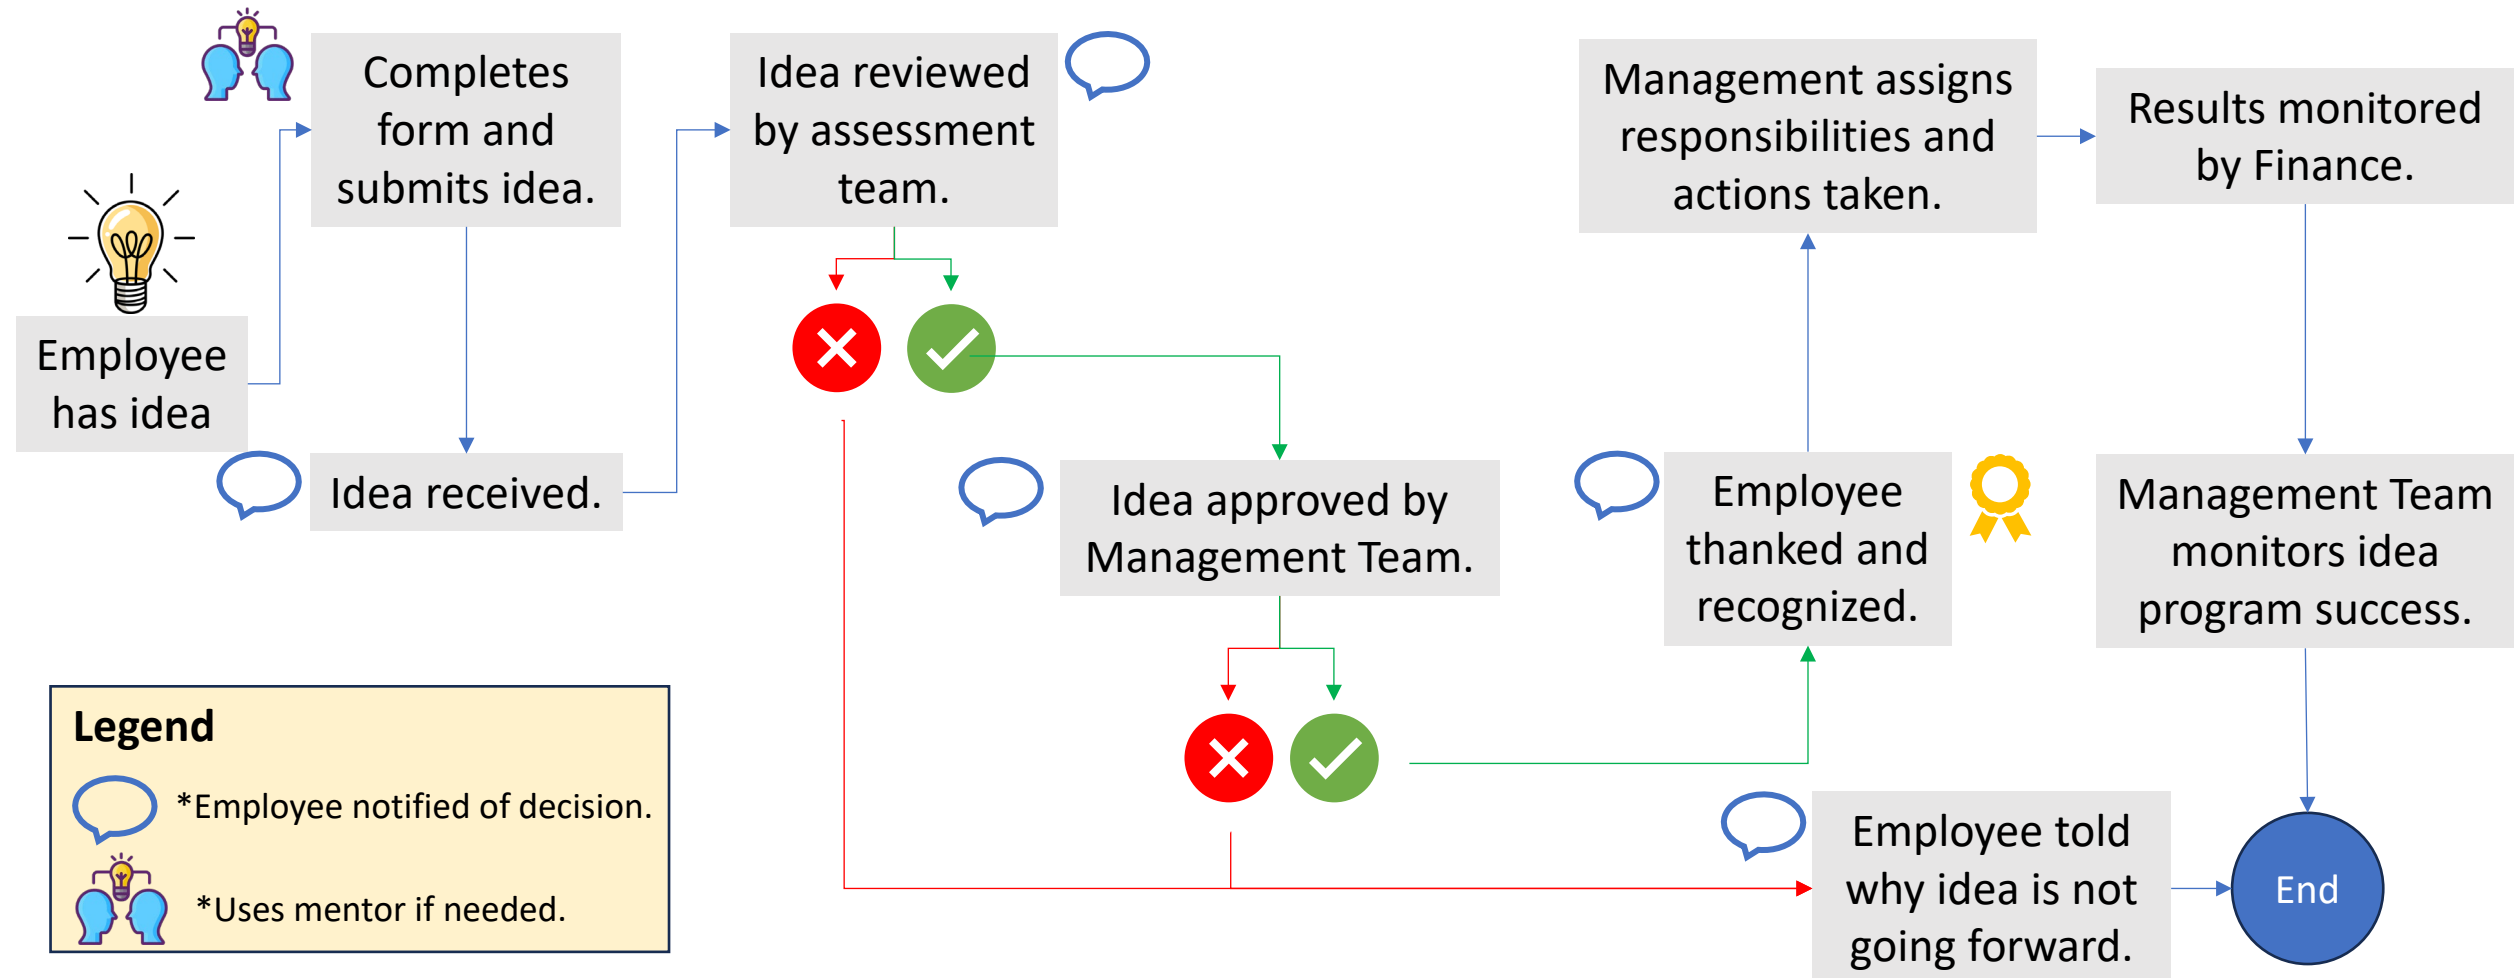 Employee
has idea
Completes
form and
submits idea.
Idea received.
Idea reviewed
by assessment
team.
Idea approved by
Management Team.
Employee
thanked and
recognized.
Management assigns
responsibilities and
actions taken.
Results monitored
by Finance.
Management Team
monitors idea
program success.
Employee told
why idea is not
going forward.
End
Legend
*Employee notified of decision.
*Uses mentor if needed.